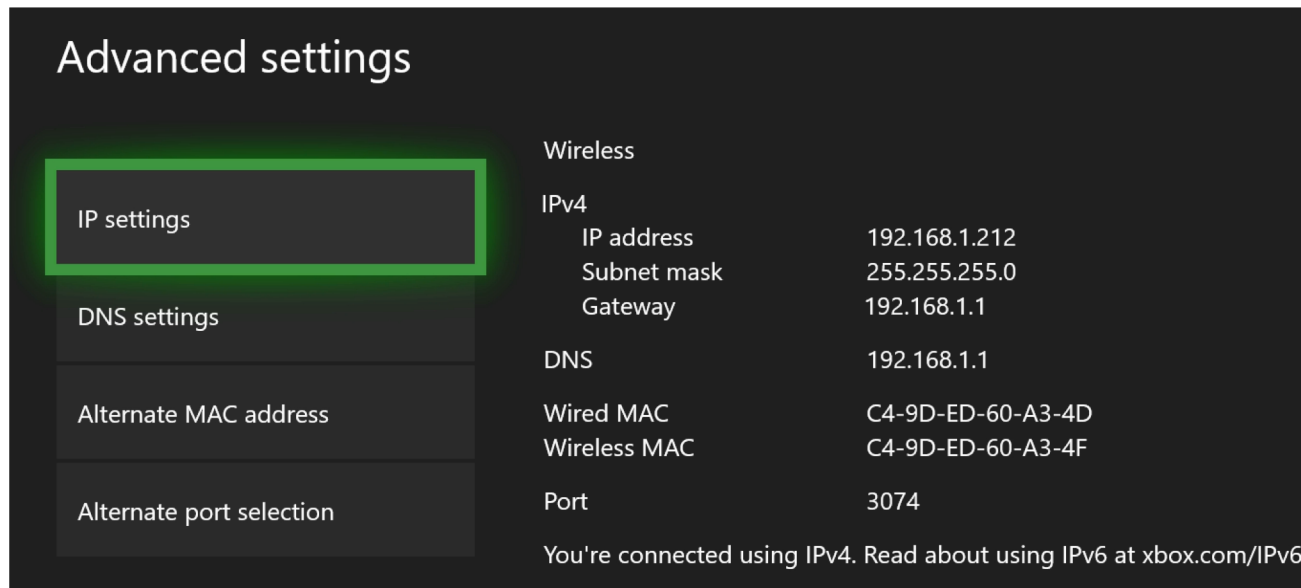 Advanced settings
IP settings
DNS settings
Alternate MAC address
Alternate port selection
Wireless
IPv4
IP address 192.168.1.212
Subnet mask 255.255.255.0
Gateway 192.168.1.1
DNS 192.168.1.1
Wired MAC C4-9D-ED-60-A3-4D
Wireless MAC C4-9D-ED-60-A3-4F
Port 3074
You're connected using IPv4. Read about using IPv6 at xbox.com/IPv6